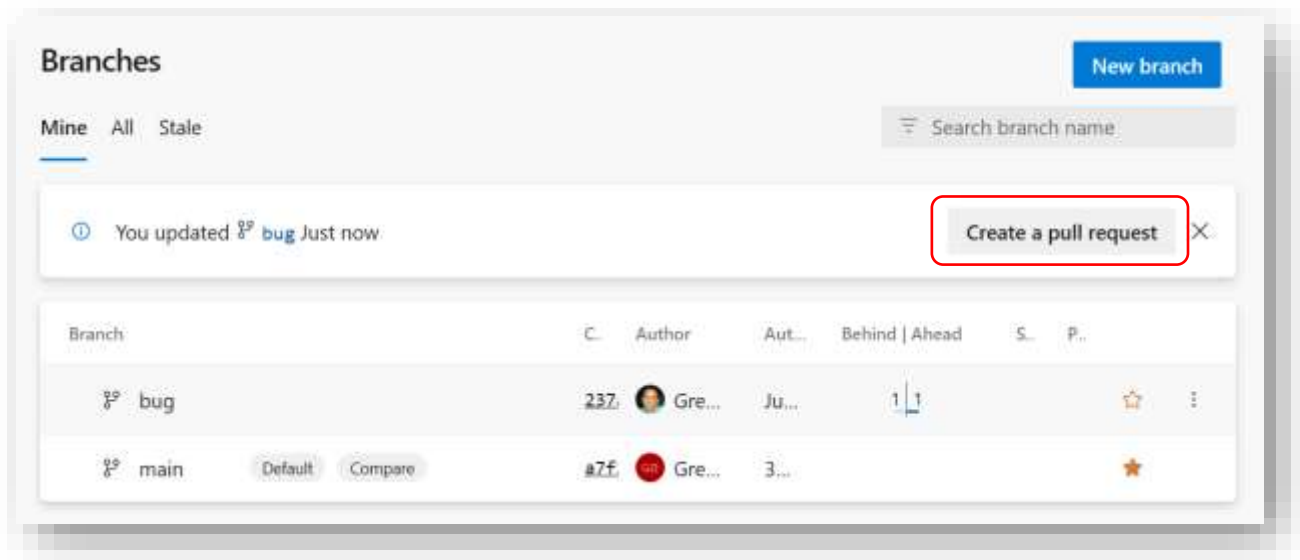 Branches
New branch
Mine All Stale
Search branch name
You updated bug Just now
Create a pull request
Branch C.. Author Aut... Behind | Ahead S.. P..
bug 237. Gre... Ju... 1 1
main Default Compare a7f. Gre... 3...